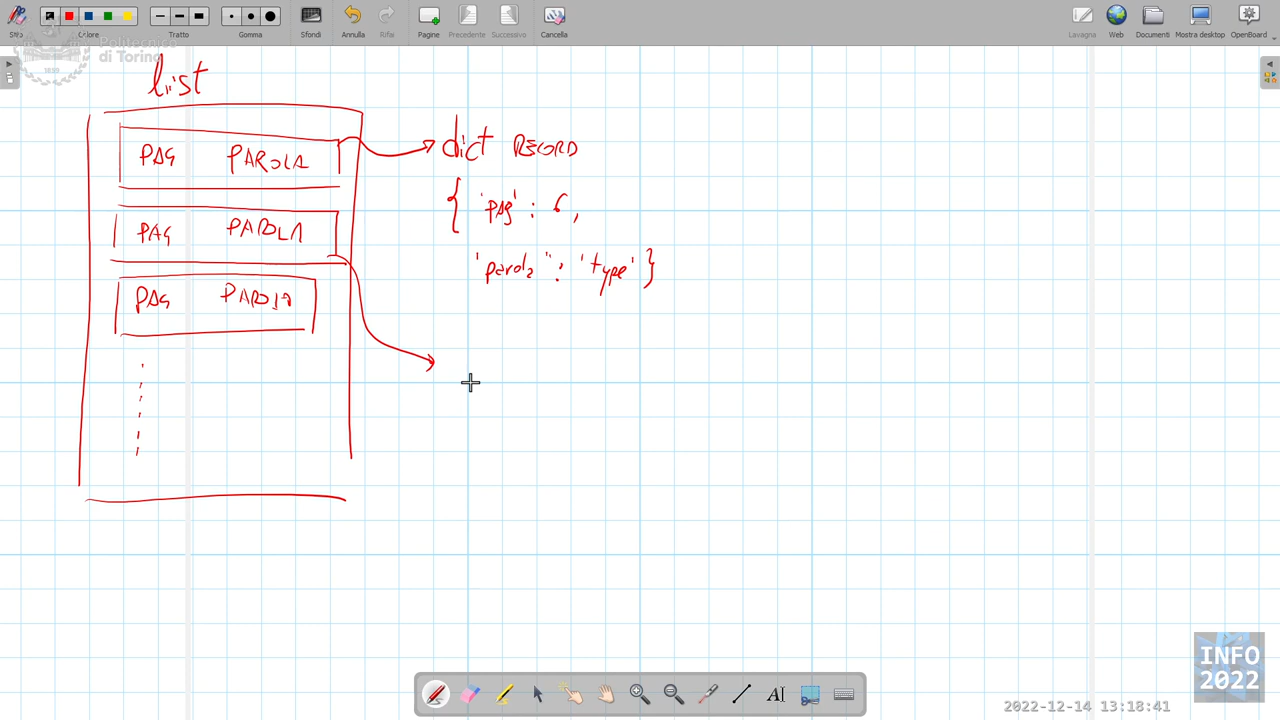 Stilo Colore Tratto Gomma Sfondi Annulla Rifai Pagine Precedente Successivo Cancella Lavagna Web Documenti Mostra desktop OpenBoard
Politecnico
di Torino
1859
list
PAG PAROLA
dict RECORD
{ 'pag' : 6,
PAG PAROLA
'parola" : 'type' }
PAG PAROLA
INFO
2022
2022-12-14 13:18:41